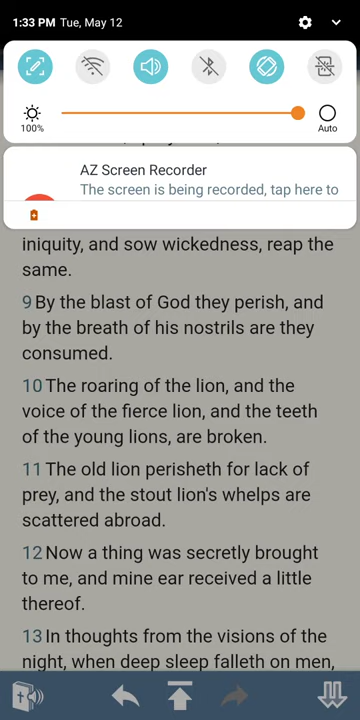 1:33 PM Tue, May 12
100%
Auto
AZ Screen Recorder
The screen is being recorded, tap here to
iniquity, and sow wickedness, reap the
same.
9 By the blast of God they perish, and
by the breath of his nostrils are they
consumed.
10 The roaring of the lion, and the
voice of the fierce lion, and the teeth
of the young lions, are broken.
11 The old lion perisheth for lack of
prey, and the stout lion's whelps are
scattered abroad.
12 Now a thing was secretly brought
to me, and mine ear received a little
thereof.
13 In thoughts from the visions of the
night, when deep sleep falleth on men,